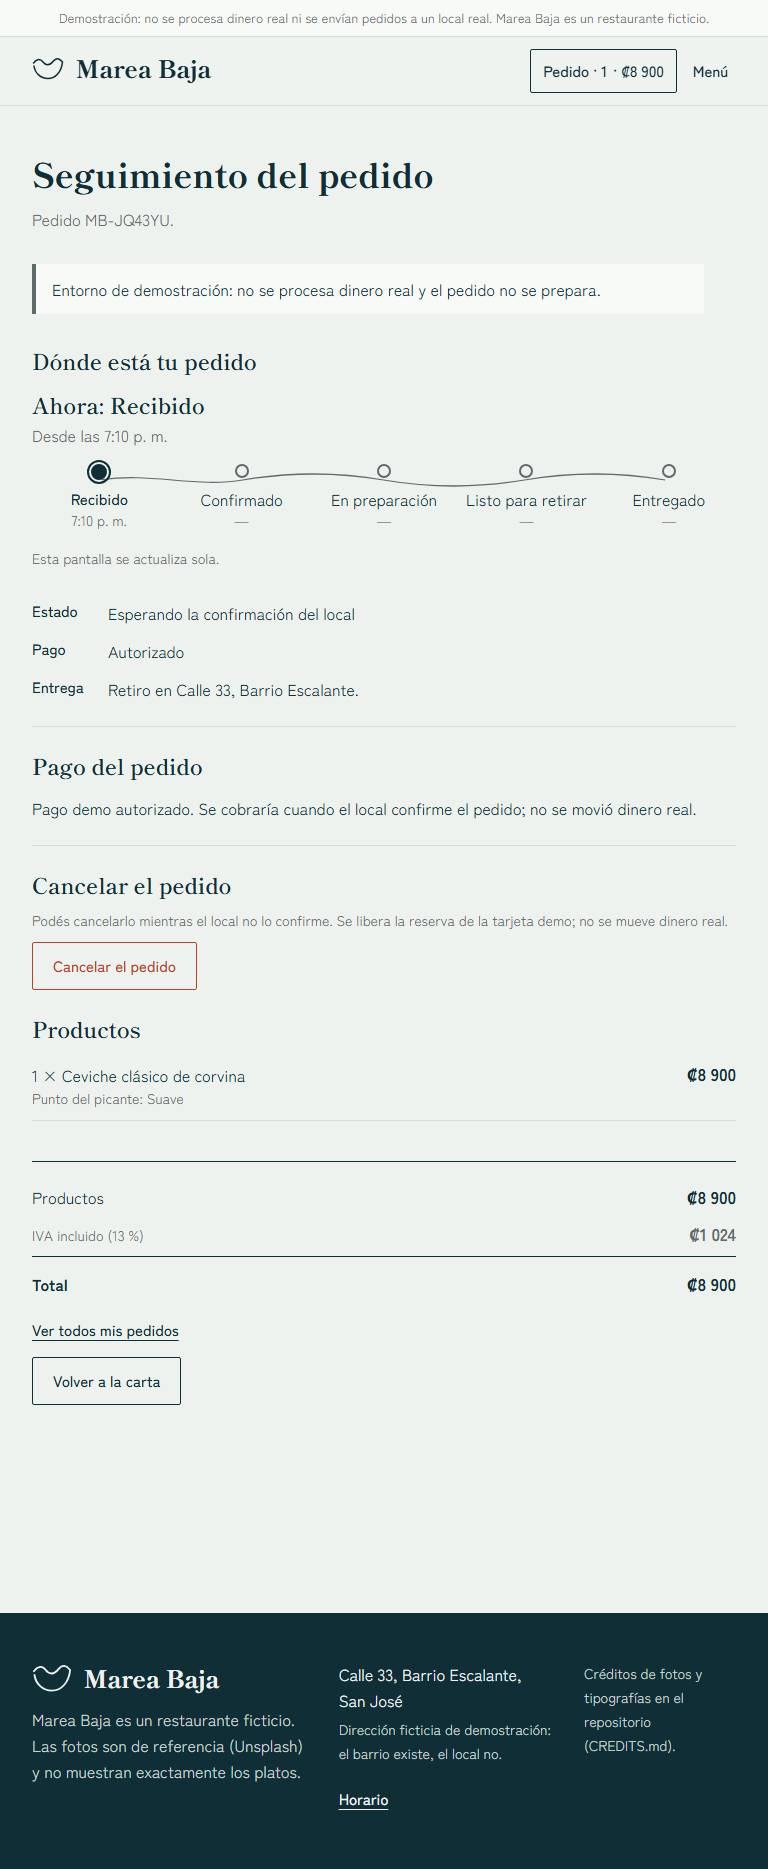 Demostración: no se procesa dinero real ni se envían pedidos a un local real. Marea Baja es un restaurante ficticio.
Marea Baja
Pedido · 1 · ₡8 900
Menú
Seguimiento del pedido
Pedido MB-JQ43YU.
Entorno de demostración: no se procesa dinero real y el pedido no se prepara.
Dónde está tu pedido
Ahora: Recibido
Desde las 7:10 p. m.
Recibido
7:10 p. m.
Confirmado
—
En preparación
—
Listo para retirar
—
Entregado
—
Esta pantalla se actualiza sola.
Estado Esperando la confirmación del local
Pago Autorizado
Entrega Retiro en Calle 33, Barrio Escalante.
Pago del pedido
Pago demo autorizado. Se cobraría cuando el local confirme el pedido; no se movió dinero real.
Cancelar el pedido
Podés cancelarlo mientras el local no lo confirme. Se libera la reserva de la tarjeta demo; no se mueve dinero real.
Cancelar el pedido
Productos
1 × Ceviche clásico de corvina ₡8 900
Punto del picante: Suave
Productos ₡8 900
IVA incluido (13 %) ₡1 024
Total ₡8 900
Ver todos mis pedidos
Volver a la carta
Marea Baja
Marea Baja es un restaurante ficticio.
Las fotos son de referencia (Unsplash)
y no muestran exactamente los platos.
Calle 33, Barrio Escalante,
San José
Dirección ficticia de demostración:
el barrio existe, el local no.
Horario
Créditos de fotos y
tipografías en el
repositorio
(CREDITS.md).